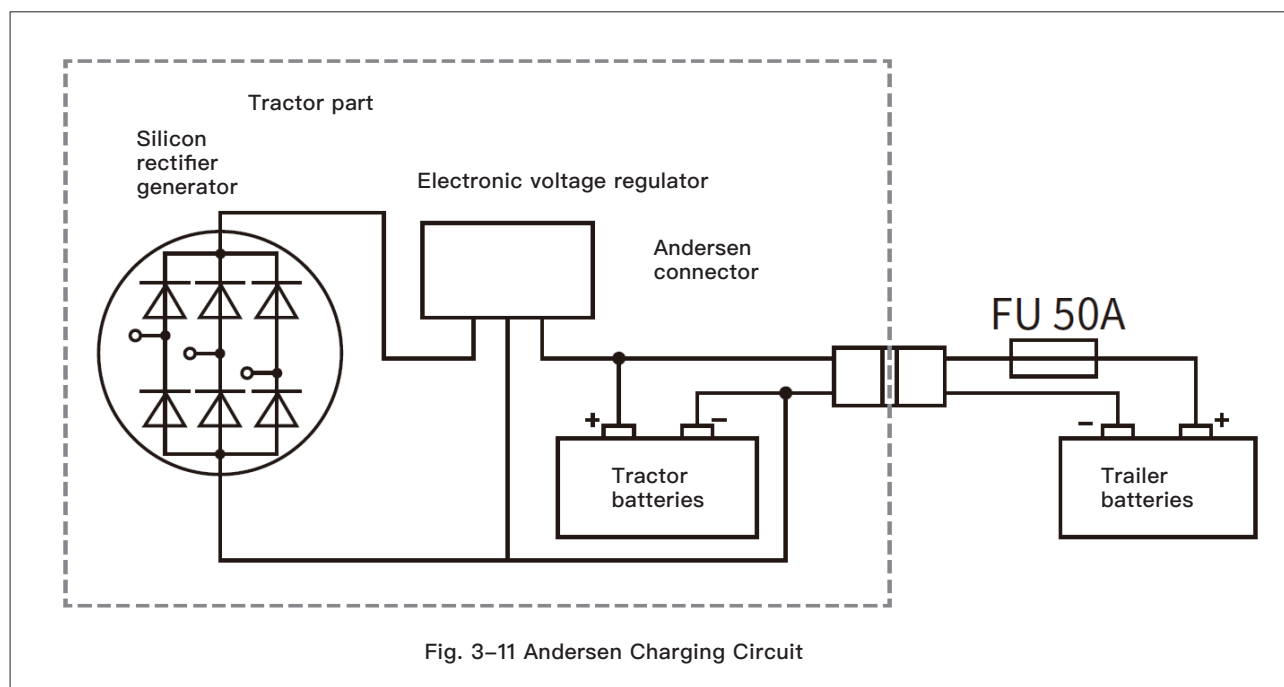 Tractor part
Silicon
rectifier
generator
Electronic voltage regulator
Andersen
connector
FU 50A
+
–
-
+
Tractor
batteries
Trailer
batteries
Fig. 3–11 Andersen Charging Circuit